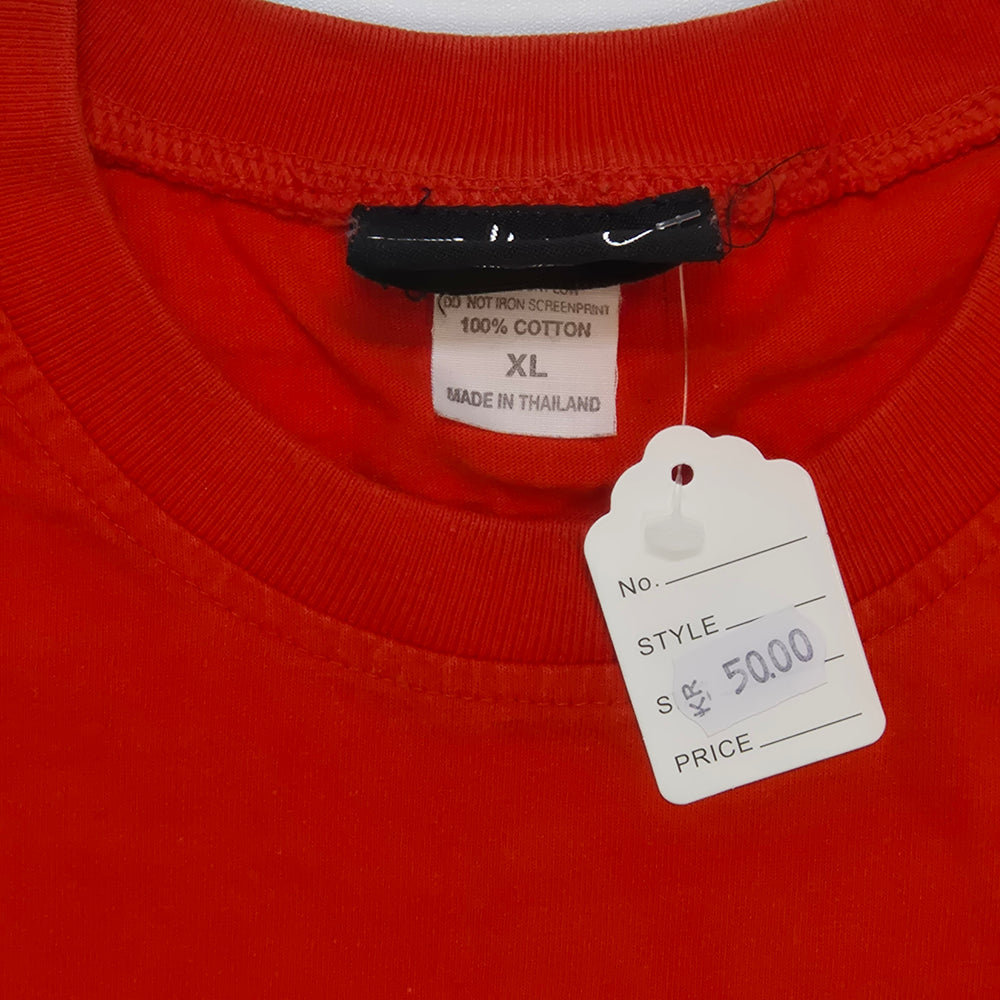 DO NOT IRON SCREENPRINT
100% COTTON
XL
MADE IN THAILAND
No.
STYLE
KR 50.00
PRICE